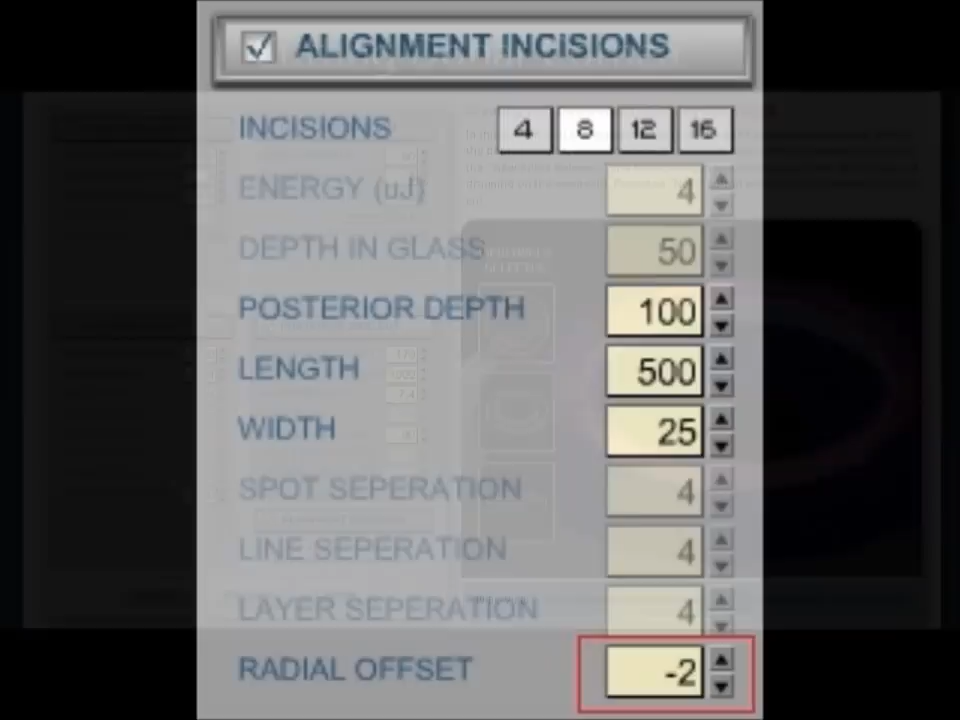 ALIGNMENT INCISIONS
INCISIONS 4 8 12 16
ENERGY (uJ) 4
DEPTH IN GLASS 50
POSTERIOR DEPTH 100
LENGTH 500
WIDTH 25
SPOT SEPERATION 4
LINE SEPERATION 4
LAYER SEPERATION 4
RADIAL OFFSET -2